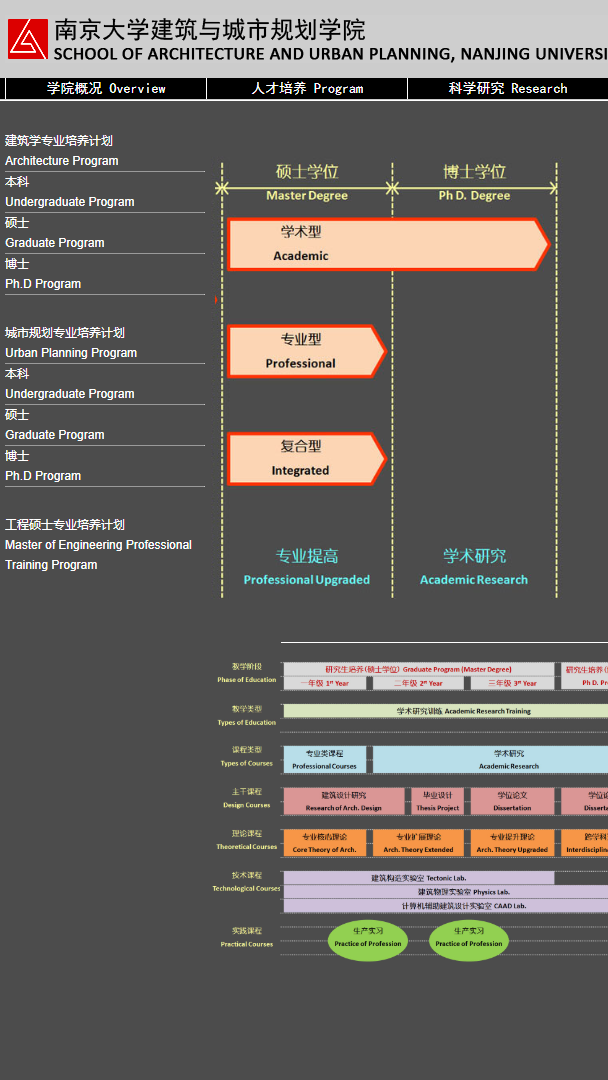 南京大学建筑与城市规划学院
SCHOOL OF ARCHITECTURE AND URBAN PLANNING, NANJING UNIVERSI
学院概况 Overview
人才培养 Program
科学研究 Research
建筑学专业培养计划
Architecture Program
本科
Undergraduate Program
硕士
Graduate Program
博士
Ph.D Program
城市规划专业培养计划
Urban Planning Program
本科
Undergraduate Program
硕士
Graduate Program
博士
Ph.D Program
工程硕士专业培养计划
Master of Engineering Professional
Training Program
硕士学位 博士学位
Master Degree Ph D. Degree
学术型
Academic
专业型
Professional
复合型
Integrated
专业提高 学术研究
Professional Upgraded Academic Research
教学阶段
Phase of Education
研究生培养(硕士学位) Graduate Program (Master Degree)
研究生培养(
一年级 1st Year
二年级 2nd Year
三年级 3rd Year
Ph D. Pr
教学类型
Types of Education
学术研究训练 Academic Research Training
课程类型
Types of Courses
专业类课程
Professional Courses
学术研究
Academic Research
主干课程
Design Courses
建筑设计研究
Research of Arch. Design
毕业设计
Thesis Project
学位论文
Dissertation
学位论
Disserta
理论课程
Theoretical Courses
专业核心理论
Core Theory of Arch.
专业扩展理论
Arch. Theory Extended
专业提升理论
Arch. Theory Upgraded
跨学科
Interdisciplin
技术课程
Technological Courses
建筑构造实验室 Tectonic Lab.
建筑物理实验室 Physics Lab.
计算机辅助建筑设计实验室 CAAD Lab.
实践课程
Practical Courses
生产实习
Practice of Profession
生产实习
Practice of Profession